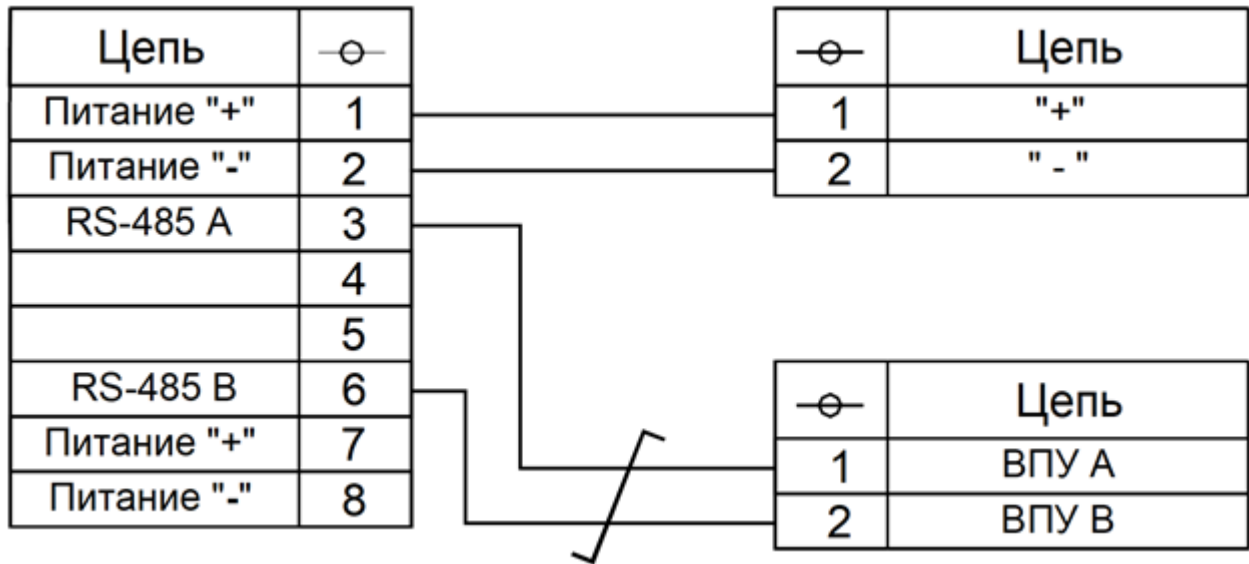 Цепь
Питание "+" 1
Питание "-" 2
RS-485 A 3
4
5
RS-485 B 6
Питание "+" 7
Питание "-" 8
Цепь
1 "+"
2 " - "
Цепь
1 ВПУ А
2 ВПУ В